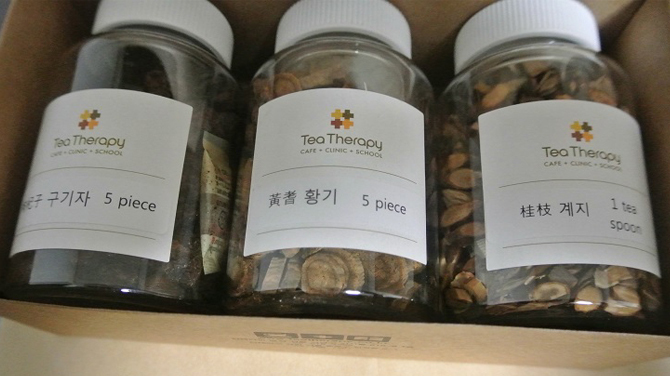 Tea Therapy
CAFE + CLINIC + SCHOOL
子 구기자 5 piece
Tea Therapy
CAFE + CLINIC + SCHOOL
黃耆 황기 5 piece
Tea Therapy
CAFE + CLINIC + SCHOOL
桂枝 계지 1 tea
spoon